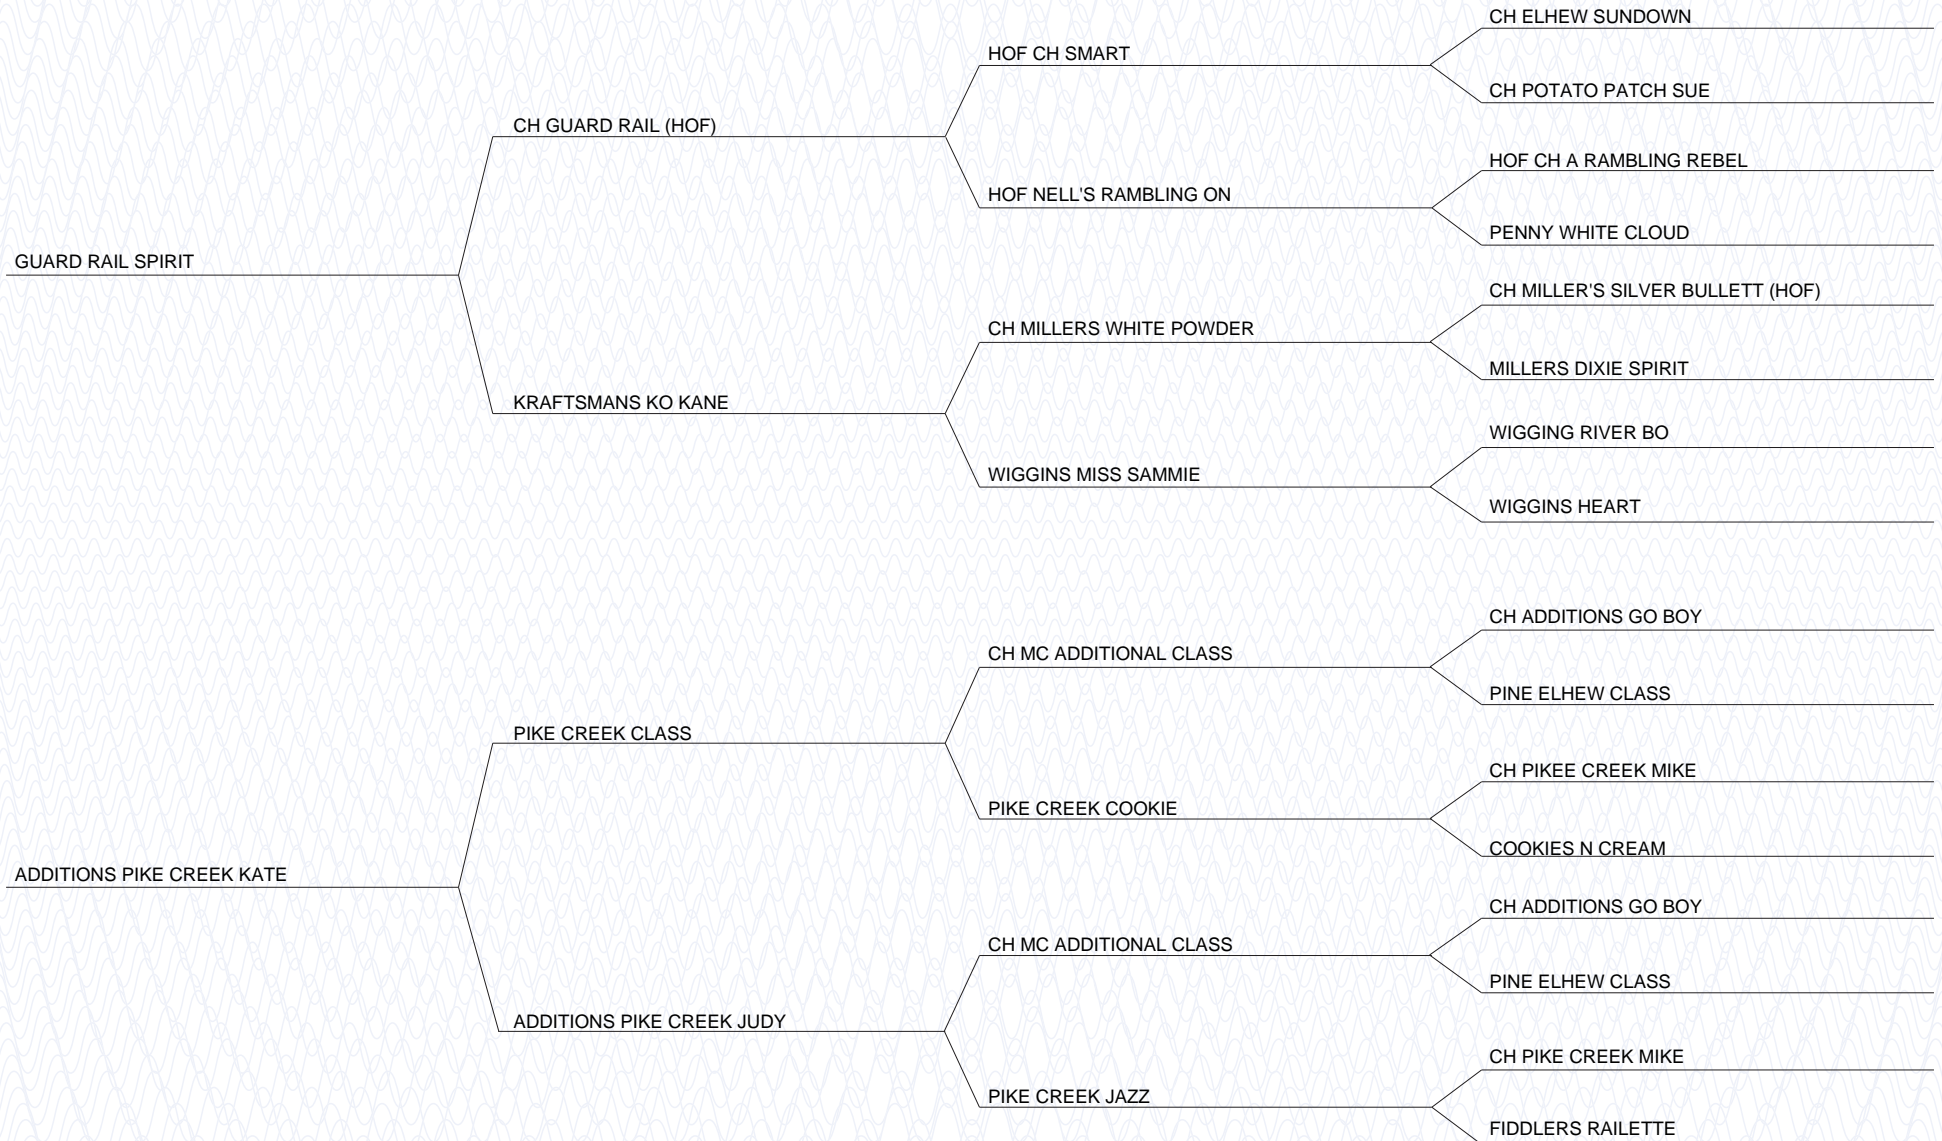 CH ELHEW SUNDOWN
HOF CH SMART
CH POTATO PATCH SUE
CH GUARD RAIL (HOF)
HOF CH A RAMBLING REBEL
HOF NELL'S RAMBLING ON
PENNY WHITE CLOUD
GUARD RAIL SPIRIT
CH MILLER'S SILVER BULLETT (HOF)
CH MILLERS WHITE POWDER
MILLERS DIXIE SPIRIT
KRAFTSMANS KO KANE
WIGGING RIVER BO
WIGGINS MISS SAMMIE
WIGGINS HEART
CH ADDITIONS GO BOY
CH MC ADDITIONAL CLASS
PINE ELHEW CLASS
PIKE CREEK CLASS
CH PIKEE CREEK MIKE
PIKE CREEK COOKIE
COOKIES N CREAM
ADDITIONS PIKE CREEK KATE
CH ADDITIONS GO BOY
CH MC ADDITIONAL CLASS
PINE ELHEW CLASS
ADDITIONS PIKE CREEK JUDY
CH PIKE CREEK MIKE
PIKE CREEK JAZZ
FIDDLERS RAILETTE